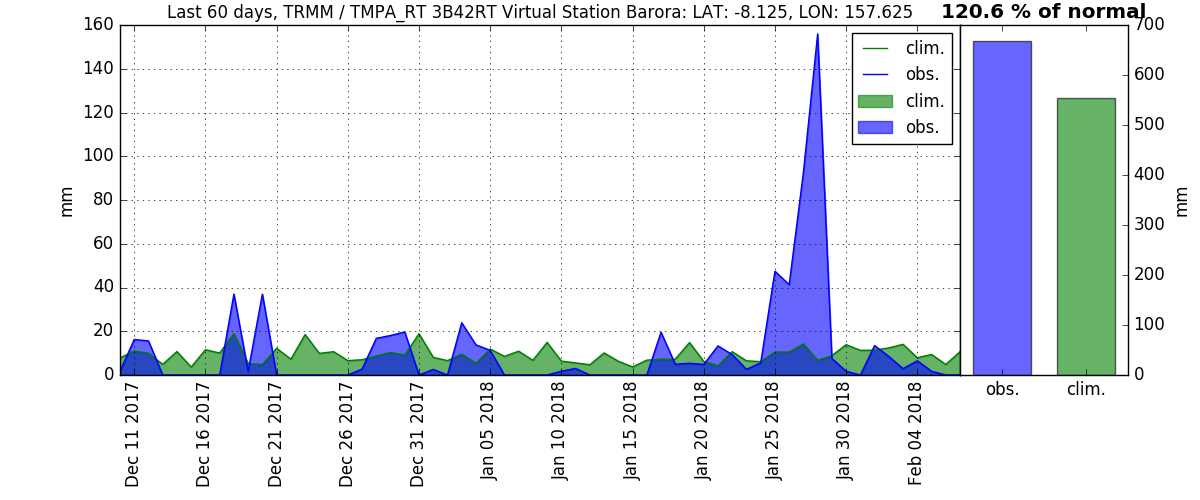 Last 60 days, TRMM / TMPA_RT 3B42RT Virtual Station Barora: LAT: -8.125, LON: 157.625
120.6 % of normal
160
140
120
100
80
60
40
20
0
mm
clim.
obs.
clim.
obs.
700
600
500
400
300
200
100
0
mm
Dec 11 2017
Dec 16 2017
Dec 21 2017
Dec 26 2017
Dec 31 2017
Jan 05 2018
Jan 10 2018
Jan 15 2018
Jan 20 2018
Jan 25 2018
Jan 30 2018
Feb 04 2018
obs.
clim.